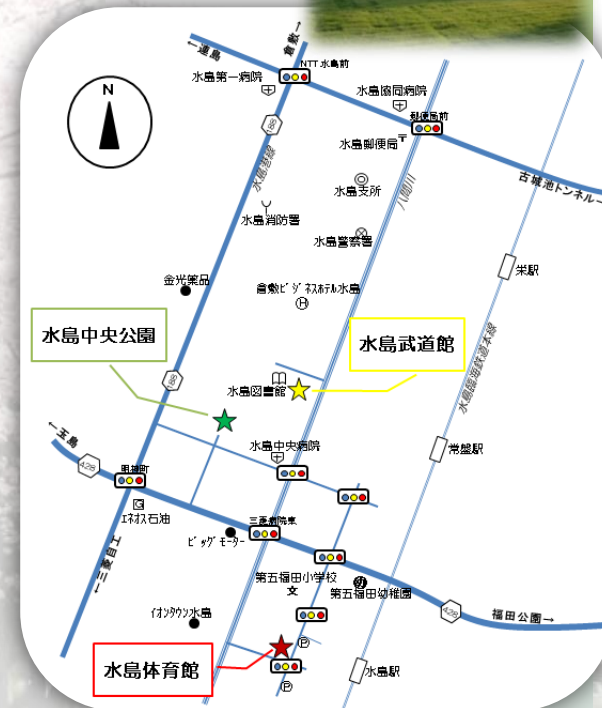 倉敷→
←連島
NTT水島前
水島第一病院
水島協同病院
N
郵便局前
188
水島郵便局
古城池トンネル→
水島港線
水島支所
八間川
水島消防署
水島警察署
栄駅
金光薬品
倉敷ビジネスホテル水島
H
水島中央公園
水島武道館
水島臨海鉄道本線
188
水島図書館
←玉島
水島中央病院
常盤駅
428
明神町
エネオス石油
三菱病院東
ビッグモーター
←三菱自工
第五福田小学校
第五福田幼稚園
428
福田公園→
イオンタウン水島
P
水島体育館
水島駅
P